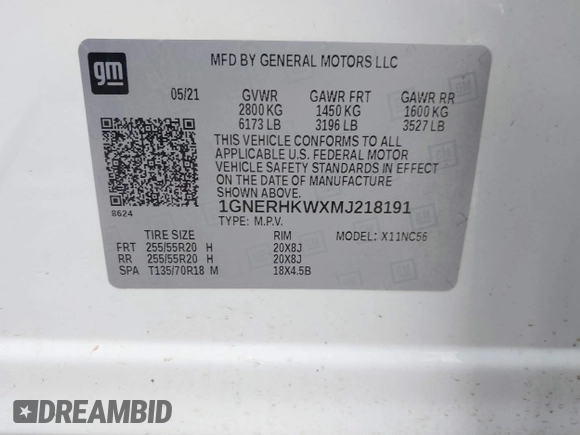 gm
MFD BY GENERAL MOTORS LLC
05/21 GVWR GAWR FRT GAWR RR
2800 KG 1450 KG 1600 KG
6173 LB 3196 LB 3527 LB
THIS VEHICLE CONFORMS TO ALL
APPLICABLE U.S. FEDERAL MOTOR
VEHICLE SAFETY STANDARDS IN EFFECT
ON THE DATE OF MANUFACTURE
SHOWN ABOVE.
8624
1GNERHKWXMJ218191
TYPE: M.P.V.
TIRE SIZE RIM MODEL: X11NC56
FRT 255/55R20 H 20X8J
RR 255/55R20 H 20X8J
SPA T135/70R18 M 18X4.5B
DREAMBID